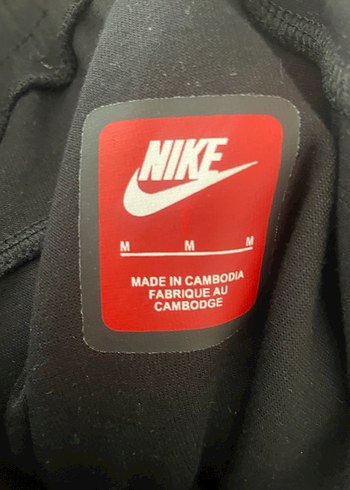 NIKE
M M M
MADE IN CAMBODIA
FABRIQUE AU
CAMBODGE